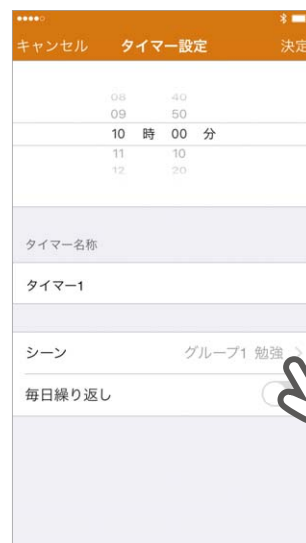 キャンセル タイマー設定 決定
08 40
09 50
10 時 00 分
11 10
12 20
タイマー名称
タイマー1
シーン グループ1 勉強 >
毎日繰り返し